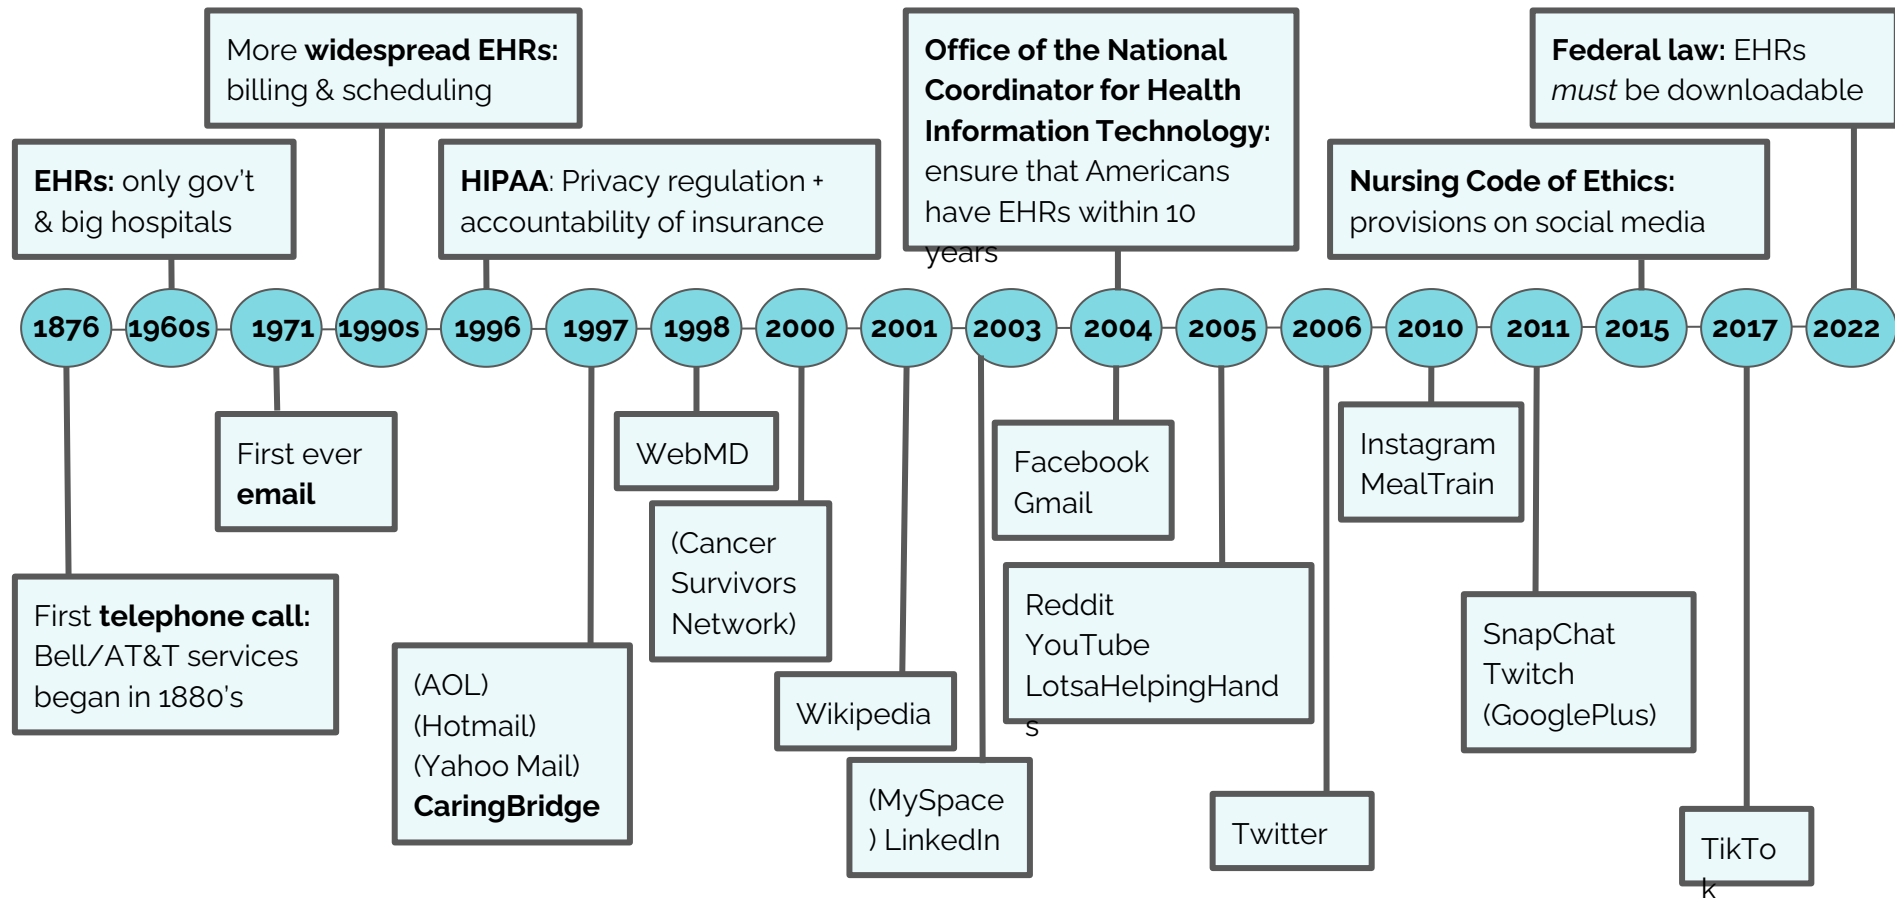 More widespread EHRs:
billing & scheduling
Office of the National
Coordinator for Health
Information Technology:
ensure that Americans
have EHRs within 10
years
Federal law: EHRs
must be downloadable
EHRs: only gov't
& big hospitals
HIPAA: Privacy regulation +
accountability of insurance
Nursing Code of Ethics:
provisions on social media
1876
1960s
1971
1990s
1996
1997
1998
2000
2001
2003
2004
2005
2006
2010
2011
2015
2017
2022
First ever
email
WebMD
Facebook
Gmail
Instagram
MealTrain
(Cancer
Survivors
Network)
First telephone call:
Bell/AT&T services
began in 1880's
Reddit
YouTube
LotsaHelpingHand
s
SnapChat
Twitch
(GooglePlus)
(AOL)
(Hotmail)
(Yahoo Mail)
CaringBridge
Wikipedia
(MySpace
) LinkedIn
Twitter
TikTo
k